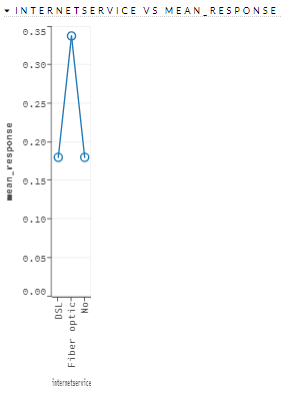 INTERNETSERVICE VS MEAN_RESPONSE
0.35
0.30
0.25
0.20
0.15
0.10
0.05
0.00
mean_response
DSL
Fiber optic
No
internetservice